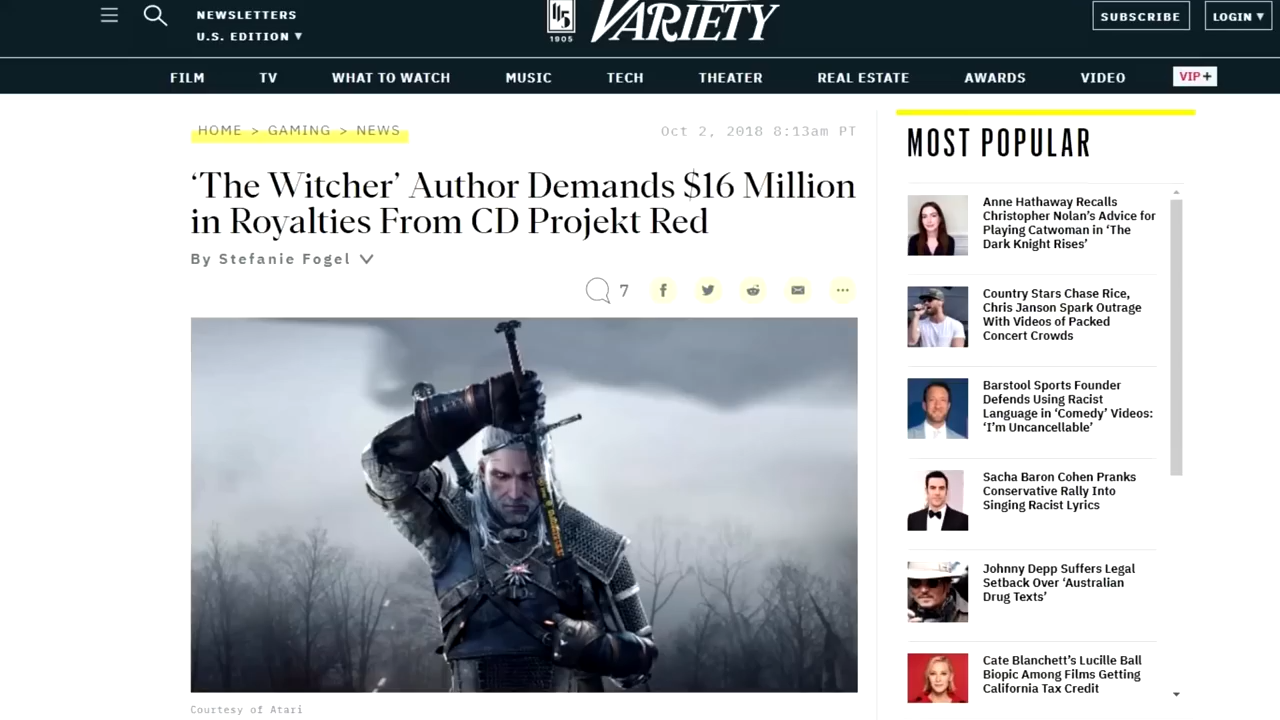 NEWSLETTERS
U.S. EDITION ▼
1905
VARIETY
SUBSCRIBE
LOGIN ▼
FILM
TV
WHAT TO WATCH
MUSIC
TECH
THEATER
REAL ESTATE
AWARDS
VIDEO
VIP+
HOME > GAMING > NEWS
Oct 2, 2018 8:13am PT
‘The Witcher’ Author Demands $16 Million
in Royalties From CD Projekt Red
By Stefanie Fogel
7
Courtesy of Atari
MOST POPULAR
Anne Hathaway Recalls
Christopher Nolan’s Advice for
Playing Catwoman in ‘The
Dark Knight Rises’
Country Stars Chase Rice,
Chris Janson Spark Outrage
With Videos of Packed
Concert Crowds
Barstool Sports Founder
Defends Using Racist
Language in ‘Comedy’ Videos:
‘I’m Uncancellable’
Sacha Baron Cohen Pranks
Conservative Rally Into
Singing Racist Lyrics
Johnny Depp Suffers Legal
Setback Over ‘Australian
Drug Texts’
Cate Blanchett’s Lucille Ball
Biopic Among Films Getting
California Tax Credit